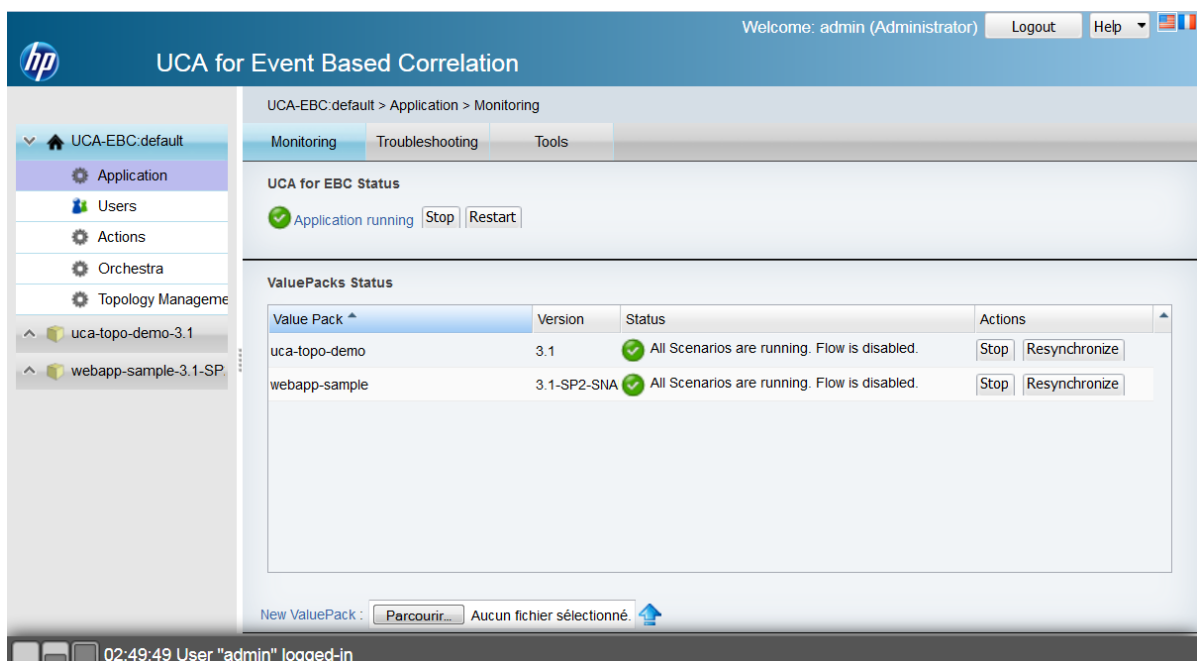 Welcome: admin (Administrator) Logout Help
hp UCA for Event Based Correlation
UCA-EBC:default > Application > Monitoring
UCA-EBC:default
Application
Users
Actions
Orchestra
Topology Manageme
uca-topo-demo-3.1
webapp-sample-3.1-SP.
Monitoring Troubleshooting Tools
UCA for EBC Status
Application running Stop Restart
ValuePacks Status
Value Pack Version Status Actions
uca-topo-demo 3.1 All Scenarios are running. Flow is disabled. Stop Resynchronize
webapp-sample 3.1-SP2-SNA All Scenarios are running. Flow is disabled. Stop Resynchronize
New ValuePack : Parcourir... Aucun fichier sélectionné.
02:49:49 User "admin" logged-in